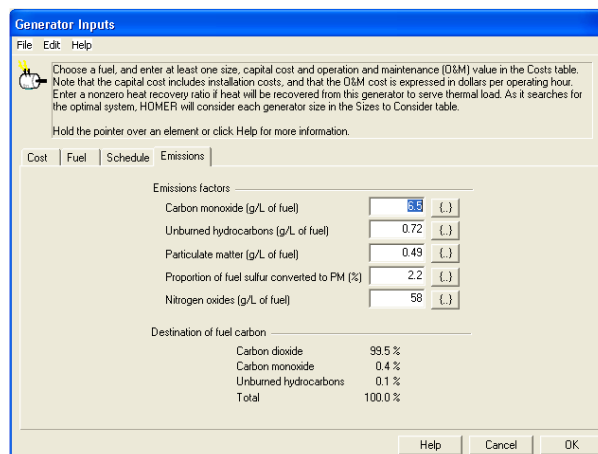 Generator Inputs
File Edit Help
Choose a fuel, and enter at least one size, capital cost and operation and maintenance (O&M) value in the Costs table.
Note that the capital cost includes installation costs, and that the O&M cost is expressed in dollars per operating hour.
Enter a nonzero heat recovery ratio if heat will be recovered from this generator to serve thermal load. As it searches for
the optimal system, HOMER will consider each generator size in the Sizes to Consider table.
Hold the pointer over an element or click Help for more information.
Cost Fuel Schedule Emissions
Emissions factors
Carbon monoxide (g/L of fuel) 6.5 {..}
Unburned hydrocarbons (g/L of fuel) 0.72 {..}
Particulate matter (g/L of fuel) 0.49 {..}
Proportion of fuel sulfur converted to PM (%) 2.2 {..}
Nitrogen oxides (g/L of fuel) 58 {..}
Destination of fuel carbon
Carbon dioxide 99.5 %
Carbon monoxide 0.4 %
Unburned hydrocarbons 0.1 %
Total 100.0 %
Help Cancel OK